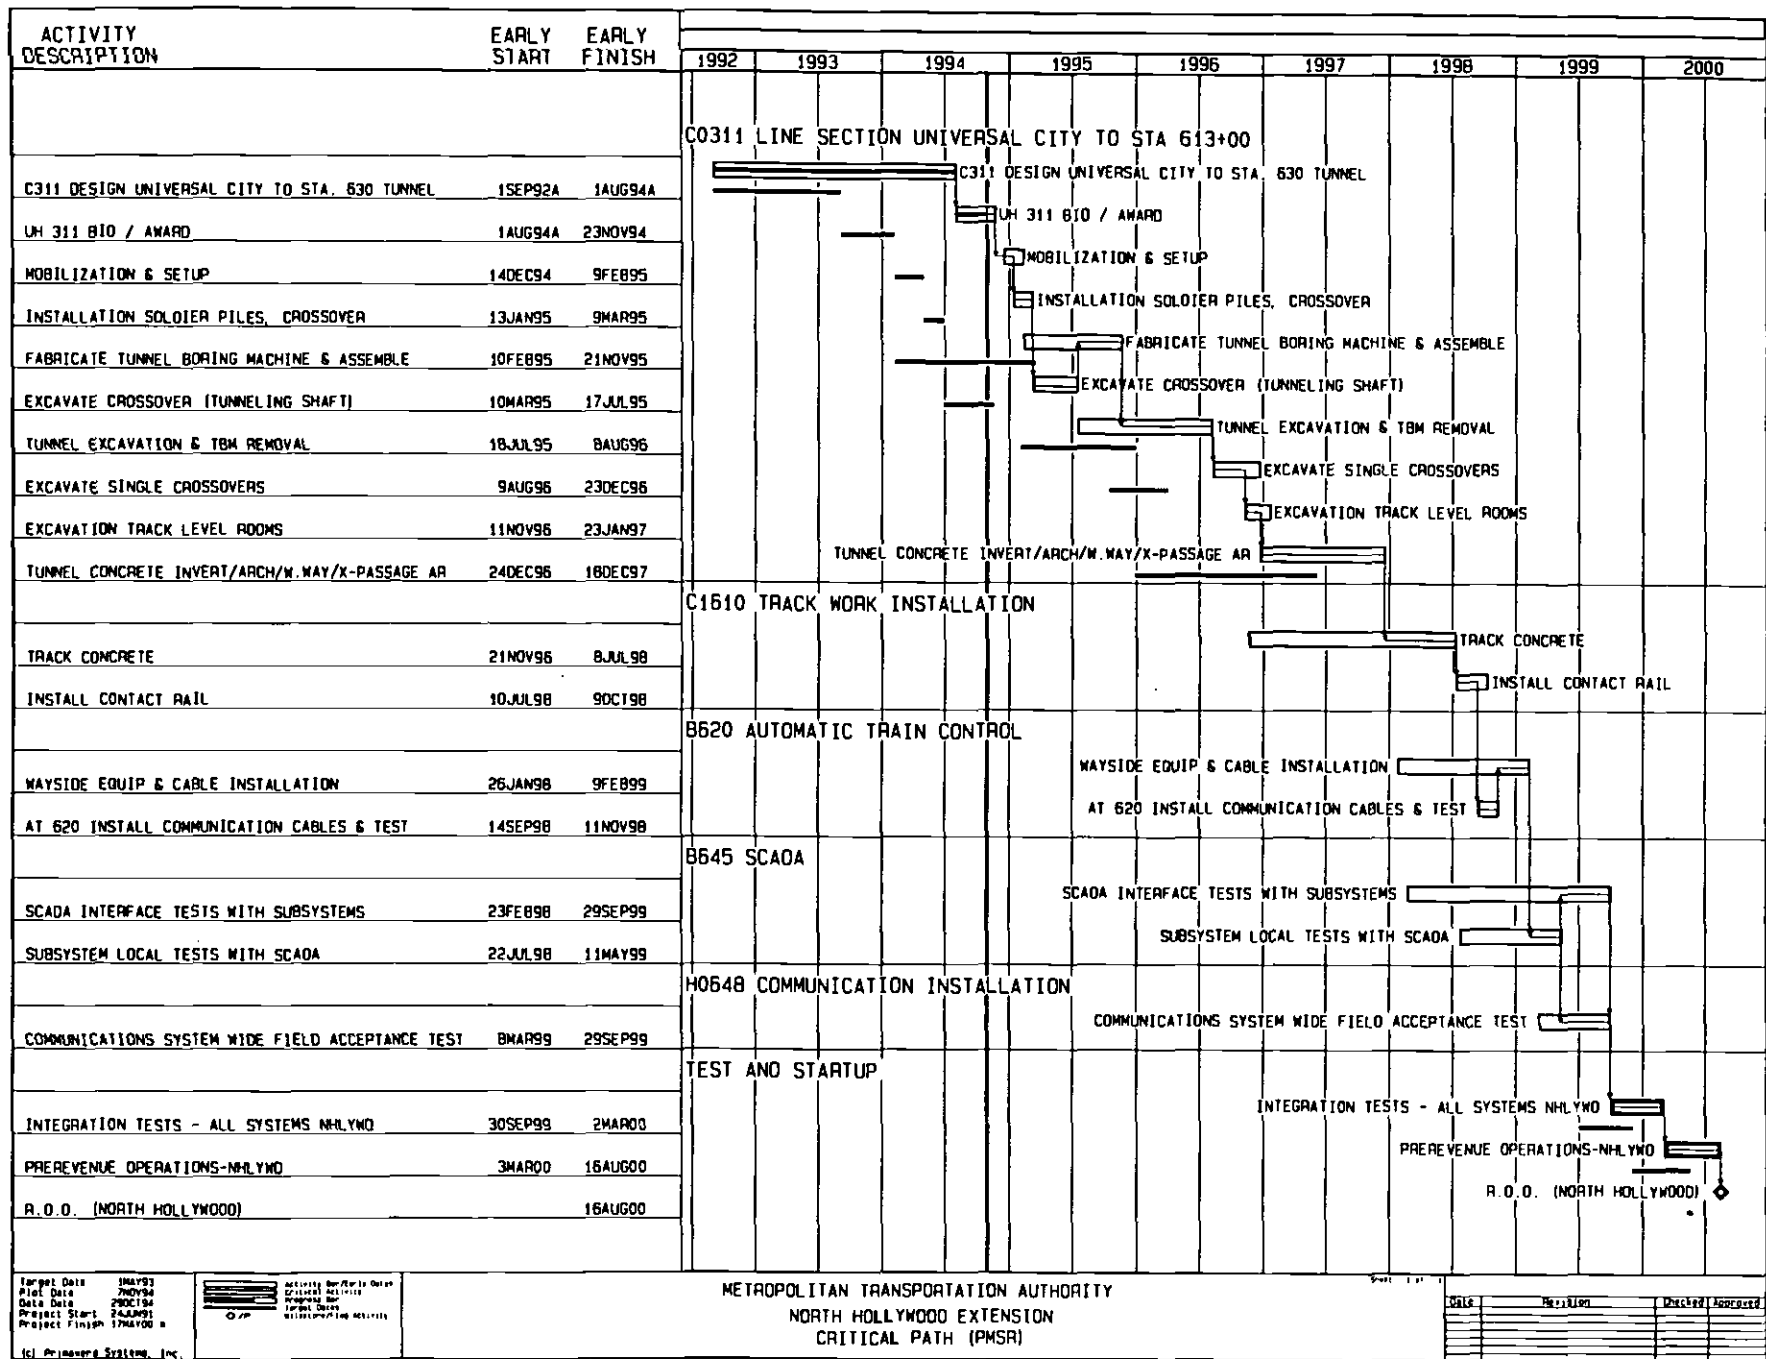 ACTIVITY DESCRIPTION EARLY START EARLY FINISH
1992 1993 1994 1995 1996 1997 1998 1999 2000
C0311 LINE SECTION UNIVERSAL CITY TO STA 613+00
C311 DESIGN UNIVERSAL CITY TO STA. 630 TUNNEL 1SEP92A 1AUG94A
C311 DESIGN UNIVERSAL CITY TO STA. 630 TUNNEL
UH 311 BID / AWARD 1AUG94A 23NOV94
UH 311 BID / AWARD
MOBILIZATION & SETUP 14DEC94 9FEB95
MOBILIZATION & SETUP
INSTALLATION SOLDIER PILES, CROSSOVER 13JAN95 9MAR95
INSTALLATION SOLDIER PILES, CROSSOVER
FABRICATE TUNNEL BORING MACHINE & ASSEMBLE 10FEB95 21NOV95
FABRICATE TUNNEL BORING MACHINE & ASSEMBLE
EXCAVATE CROSSOVER (TUNNELING SHAFT) 10MAR95 17JUL95
EXCAVATE CROSSOVER (TUNNELING SHAFT)
TUNNEL EXCAVATION & TBM REMOVAL 18JUL95 8AUG96
TUNNEL EXCAVATION & TBM REMOVAL
EXCAVATE SINGLE CROSSOVERS 9AUG96 23DEC96
EXCAVATE SINGLE CROSSOVERS
EXCAVATION TRACK LEVEL ROOMS 11NOV96 23JAN97
EXCAVATION TRACK LEVEL ROOMS
TUNNEL CONCRETE INVERT/ARCH/W.WAY/X-PASSAGE AR 24DEC96 18DEC97
TUNNEL CONCRETE INVERT/ARCH/W.WAY/X-PASSAGE AR
C1610 TRACK WORK INSTALLATION
TRACK CONCRETE 21NOV96 8JUL98
TRACK CONCRETE
INSTALL CONTACT RAIL 10JUL98 9OCT98
INSTALL CONTACT RAIL
B620 AUTOMATIC TRAIN CONTROL
WAYSIDE EQUIP & CABLE INSTALLATION 26JAN98 9FEB99
WAYSIDE EQUIP & CABLE INSTALLATION
AT 620 INSTALL COMMUNICATION CABLES & TEST 14SEP98 11NOV98
AT 620 INSTALL COMMUNICATION CABLES & TEST
B645 SCADA
SCADA INTERFACE TESTS WITH SUBSYSTEMS 23FEB98 29SEP99
SCADA INTERFACE TESTS WITH SUBSYSTEMS
SUBSYSTEM LOCAL TESTS WITH SCADA 22JUL98 11MAY99
SUBSYSTEM LOCAL TESTS WITH SCADA
H0648 COMMUNICATION INSTALLATION
COMMUNICATIONS SYSTEM WIDE FIELD ACCEPTANCE TEST 8MAR99 29SEP99
COMMUNICATIONS SYSTEM WIDE FIELD ACCEPTANCE TEST
TEST AND STARTUP
INTEGRATION TESTS - ALL SYSTEMS NHLYWD 30SEP99 2MAR00
INTEGRATION TESTS - ALL SYSTEMS NHLYWD
PREREVENUE OPERATIONS-NHLYWD 3MAR00 16AUG00
PREREVENUE OPERATIONS-NHLYWD
R.O.D. (NORTH HOLLYWOOD) 16AUG00
R.O.D. (NORTH HOLLYWOOD)
Target Date 1MAY93
Plot Date 7NOV94
Data Date 29OCT94
Project Start 24JUN91
Project Finish 17MAY00
(c) Primavera Systems, Inc.
Activity Bar/Early Dates
Critical Activity
Progress Bar
Target Dates
Milestone/Flag Activity
METROPOLITAN TRANSPORTATION AUTHORITY
NORTH HOLLYWOOD EXTENSION
CRITICAL PATH (PMSR)
Date Revision Checked Approved